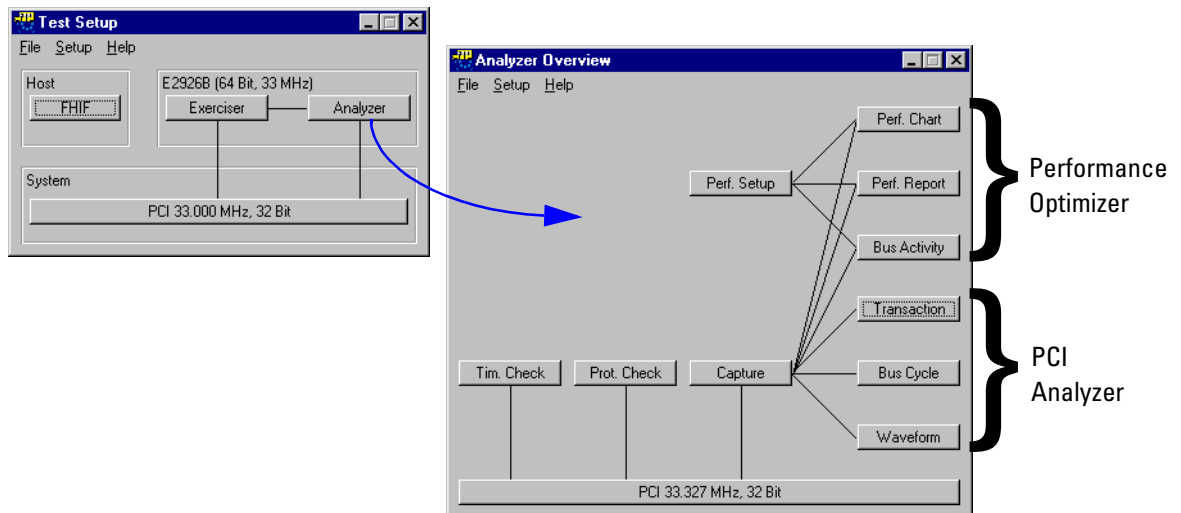 Test Setup
File Setup Help
Host
FHIF
E2926B (64 Bit, 33 MHz)
Exerciser
Analyzer
System
PCI 33.000 MHz, 32 Bit
Analyzer Overview
File Setup Help
Perf. Chart
Perf. Setup
Perf. Report
Bus Activity
Transaction
Tim. Check
Prot. Check
Capture
Bus Cycle
Waveform
PCI 33.327 MHz, 32 Bit
Performance
Optimizer
PCI
Analyzer